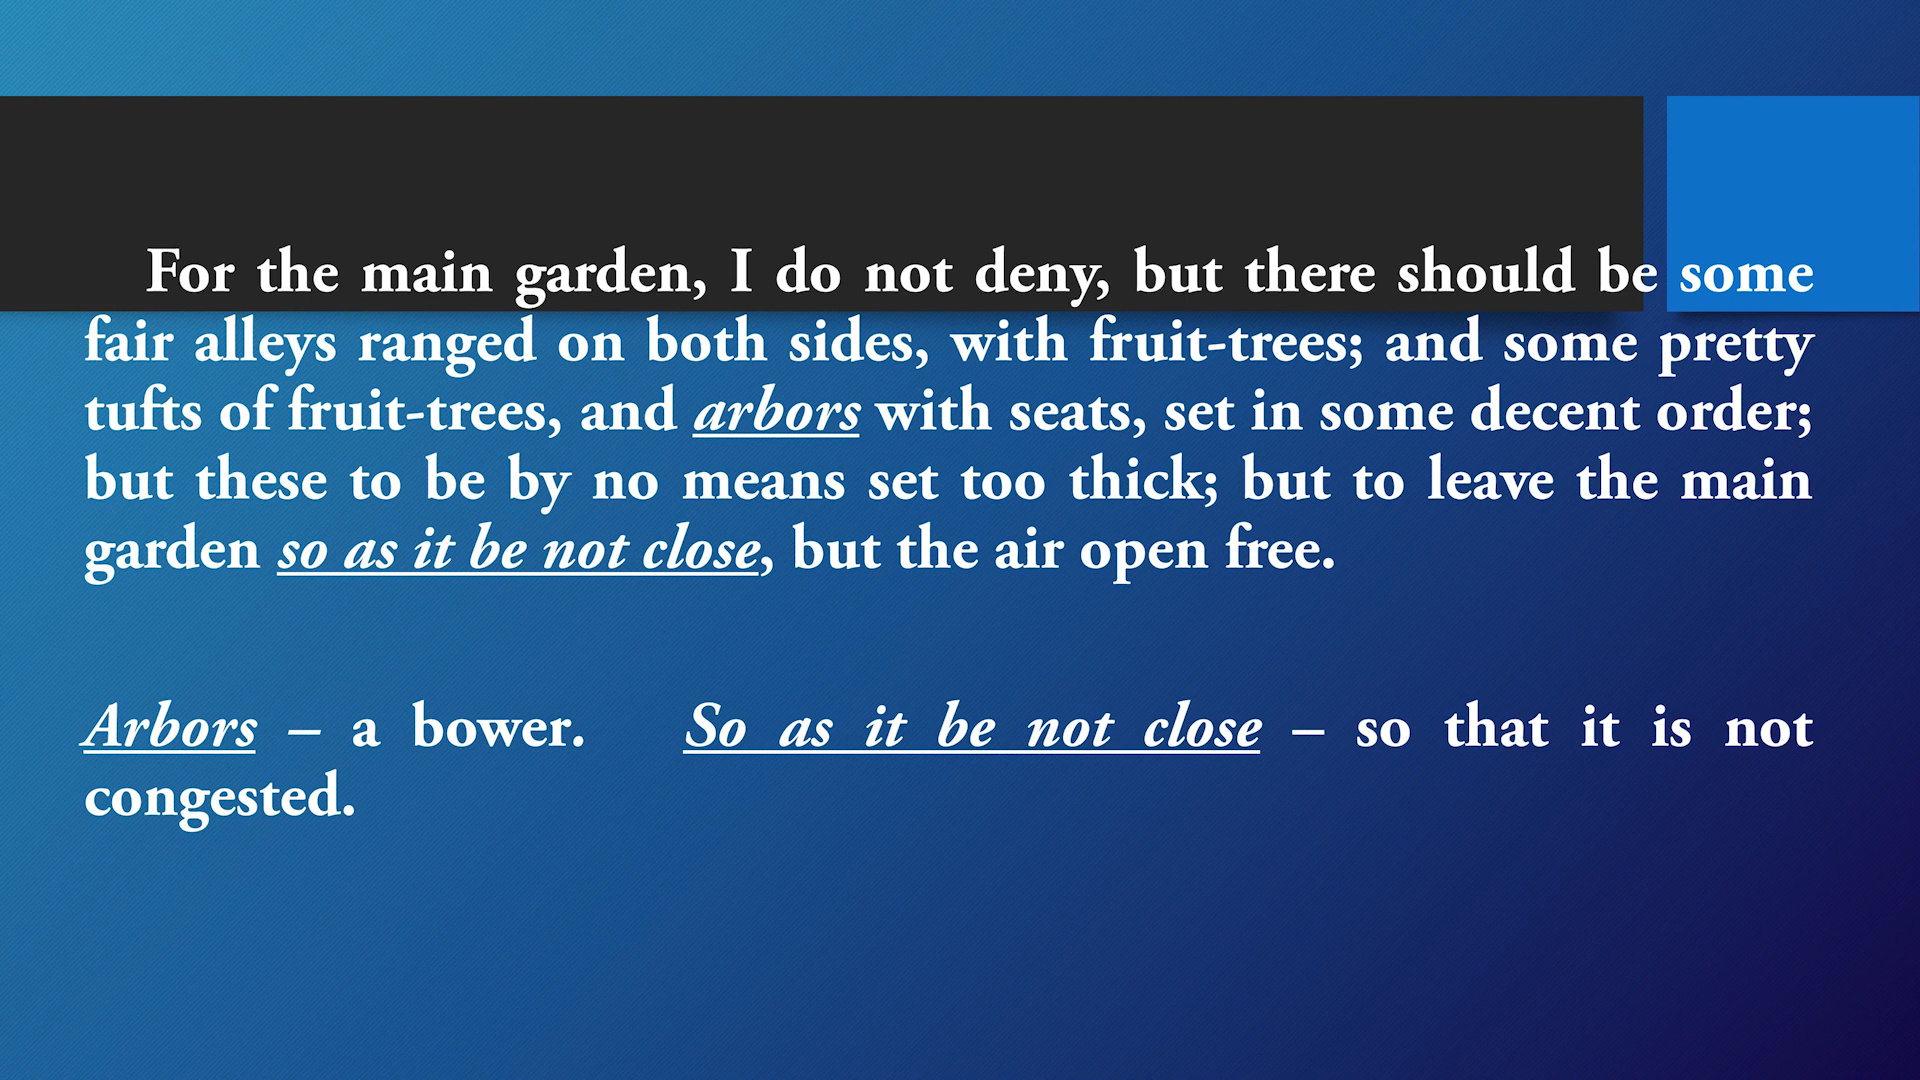 For the main garden, I do not deny, but there should be some
fair alleys ranged on both sides, with fruit-trees; and some pretty
tufts of fruit-trees, and arbors with seats, set in some decent order;
but these to be by no means set too thick; but to leave the main
garden so as it be not close, but the air open free.
Arbors – a bower. So as it be not close – so that it is not
congested.